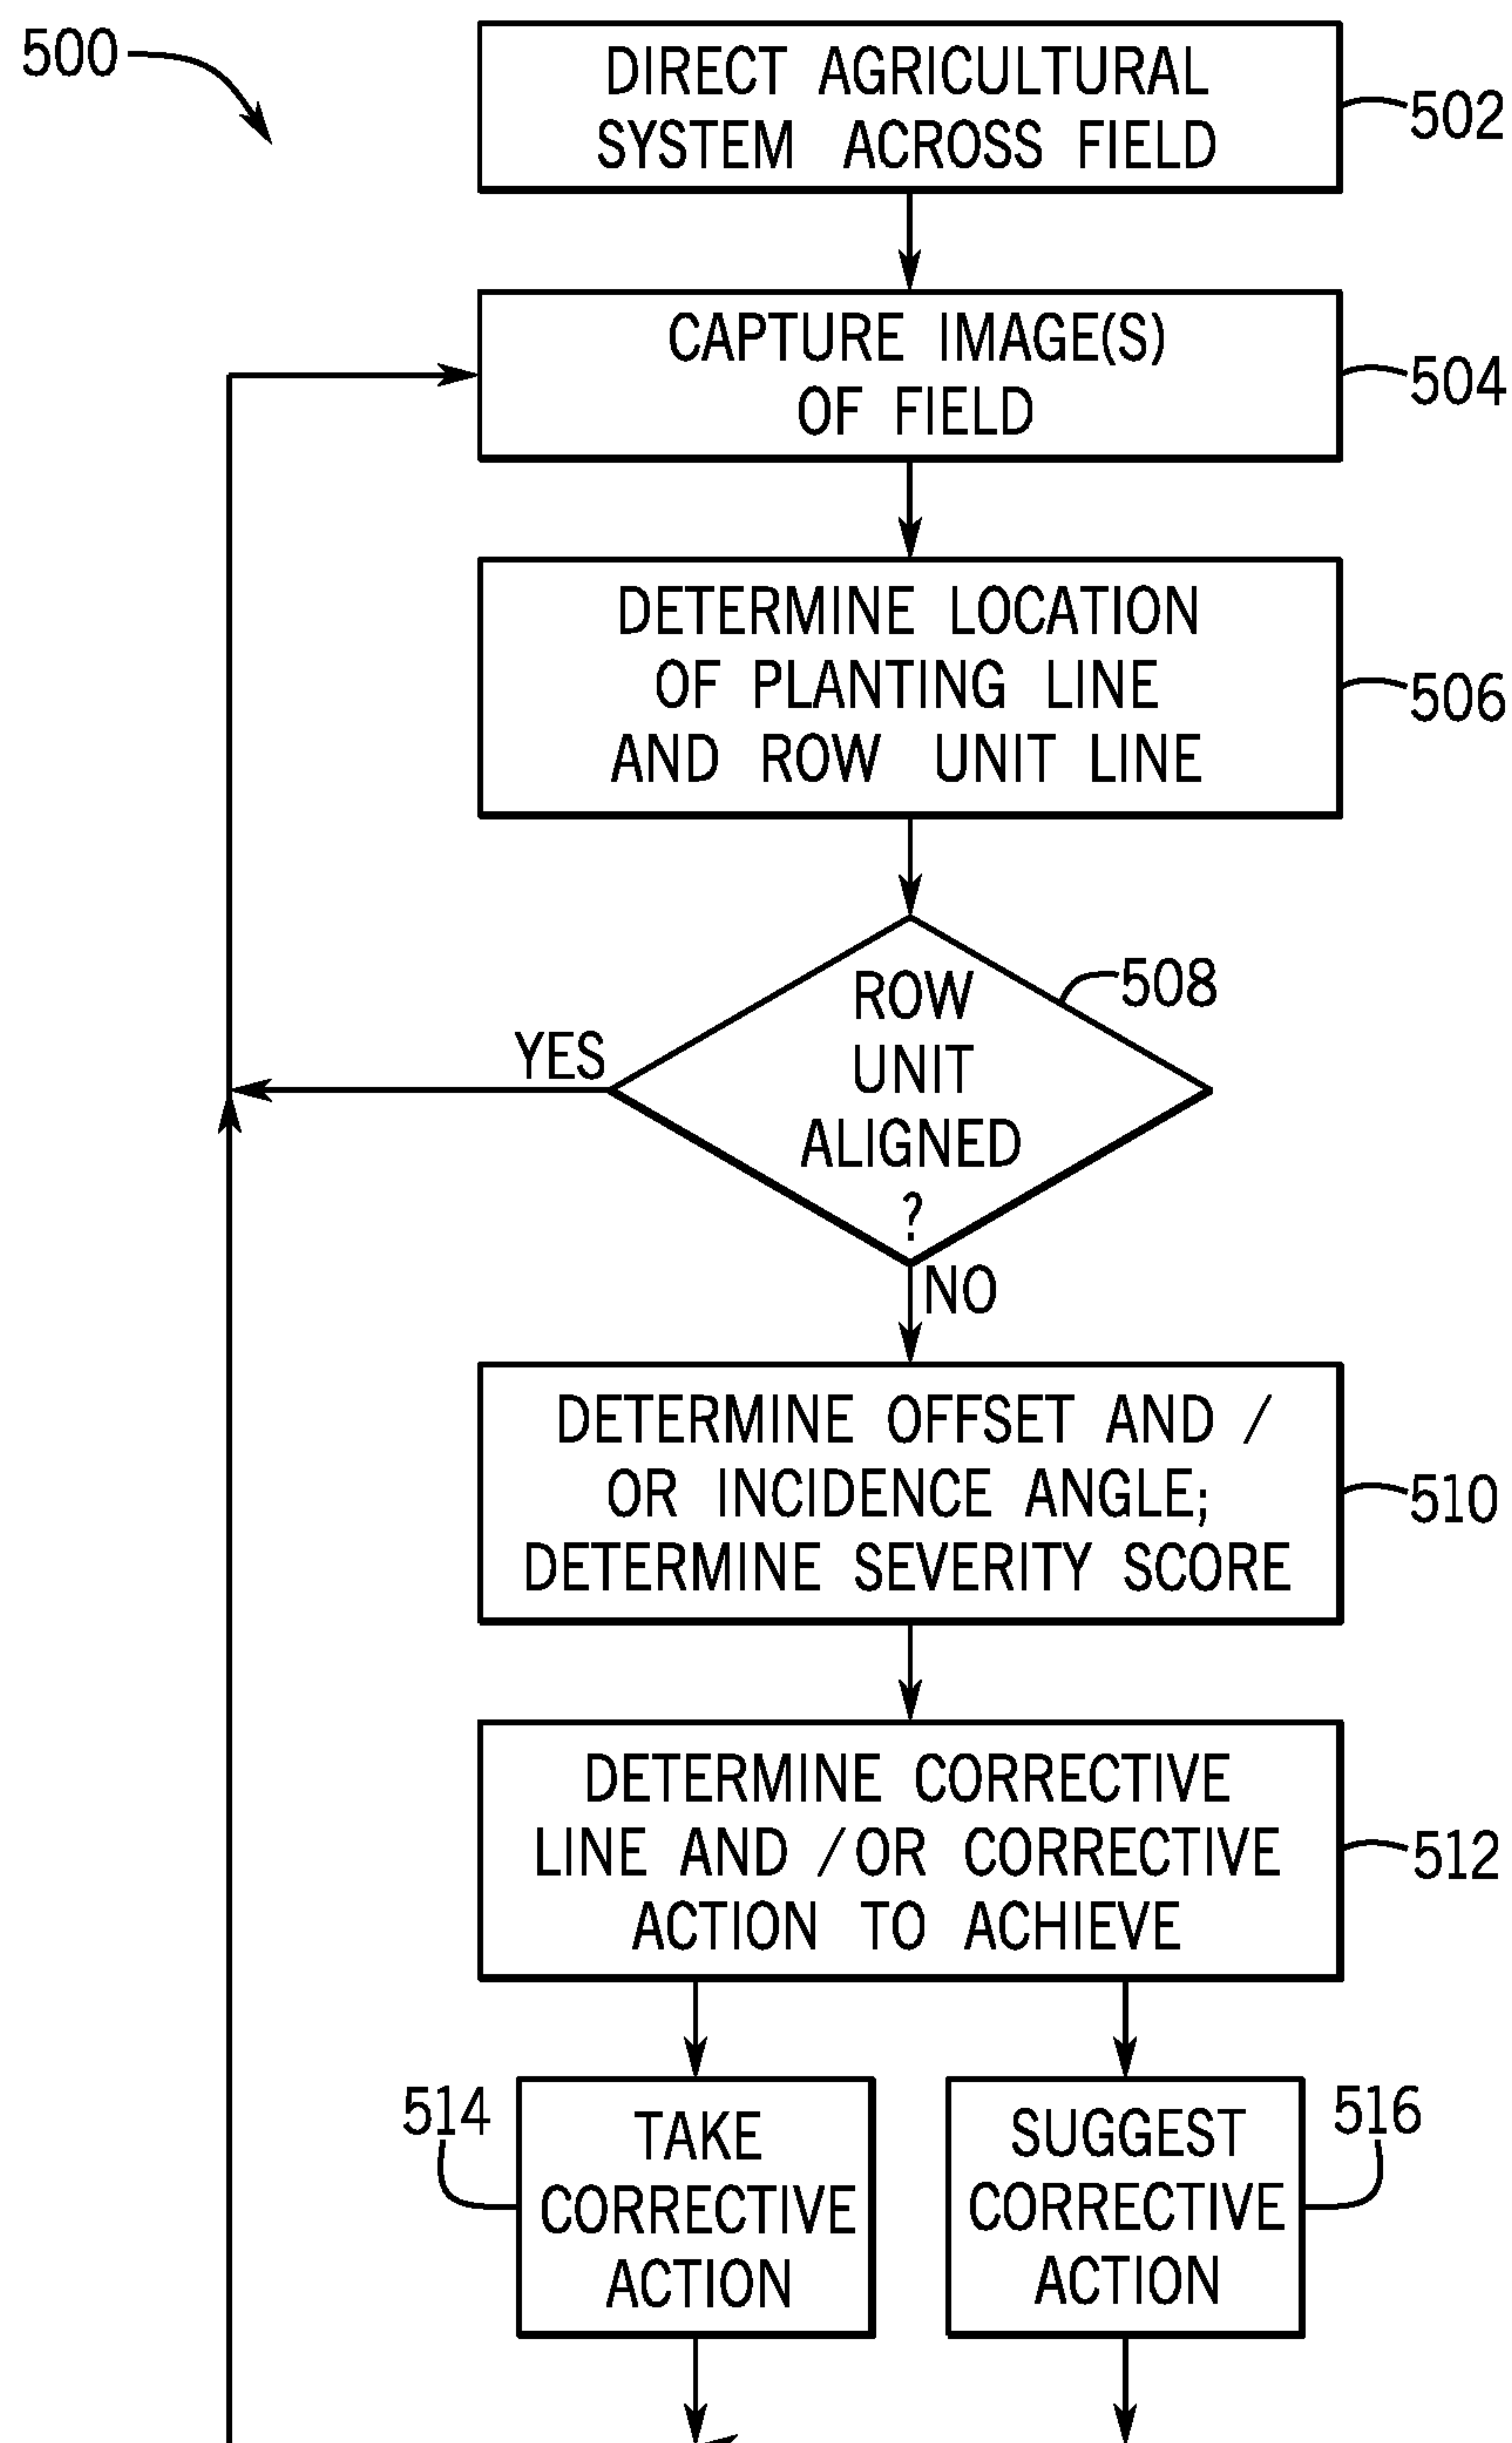 500
DIRECT AGRICULTURAL
SYSTEM ACROSS FIELD
502
CAPTURE IMAGE(S)
OF FIELD
504
DETERMINE LOCATION
OF PLANTING LINE
AND ROW UNIT LINE
506
ROW
UNIT
ALIGNED
?
508
YES
NO
DETERMINE OFFSET AND /
OR INCIDENCE ANGLE;
DETERMINE SEVERITY SCORE
510
DETERMINE CORRECTIVE
LINE AND /OR CORRECTIVE
ACTION TO ACHIEVE
512
514
TAKE
CORRECTIVE
ACTION
SUGGEST
CORRECTIVE
ACTION
516